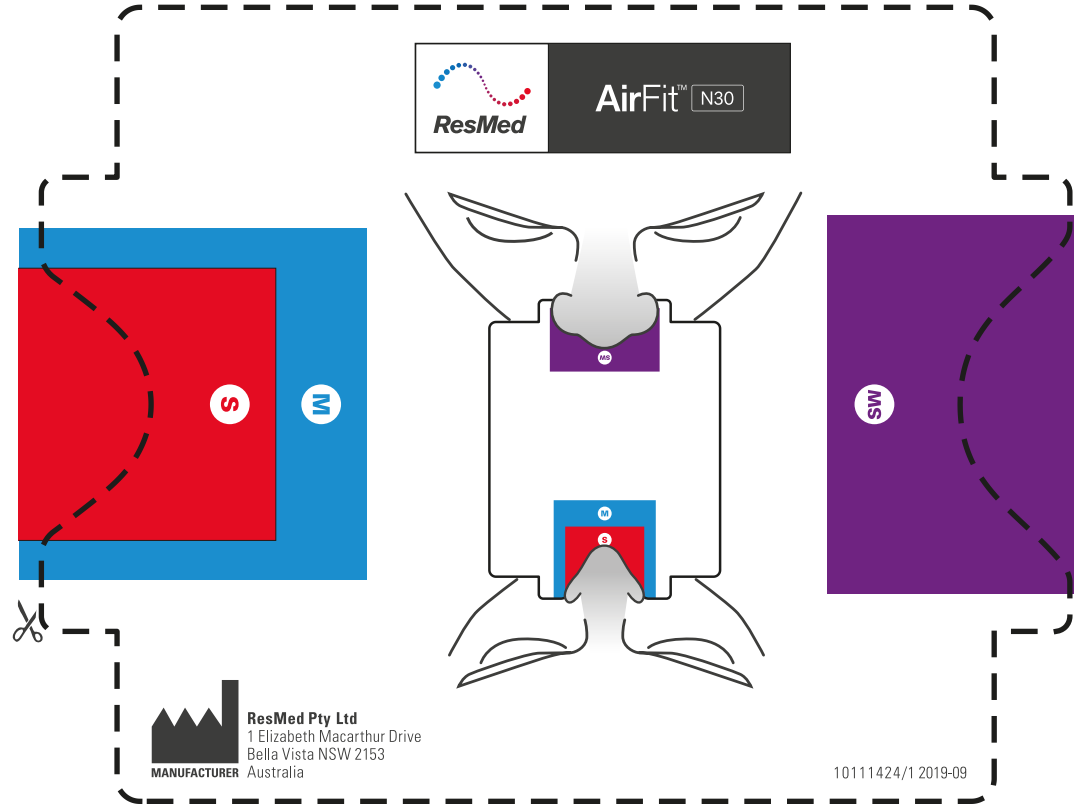 ResMed
AirFit™ N30
S
M
SW
MS
M
S
ResMed Pty Ltd
1 Elizabeth Macarthur Drive
Bella Vista NSW 2153
MANUFACTURER Australia
10111424/1 2019-09